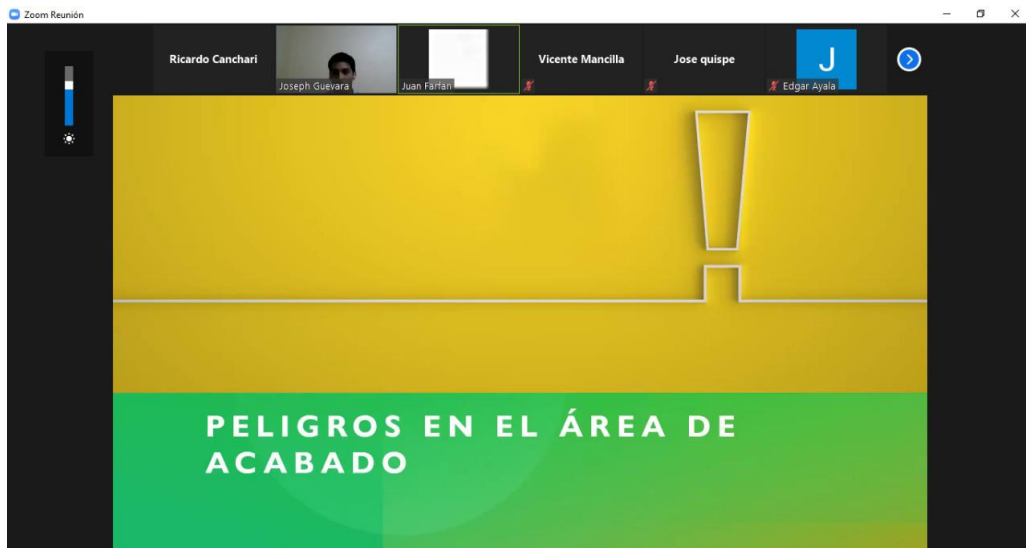 Zoom Reunión
Ricardo Canchari
Joseph Guevara
Juan Farfan
Vicente Mancilla
Jose quispe
J
Edgar Ayala
PELIGROS EN EL ÁREA DE
ACABADO